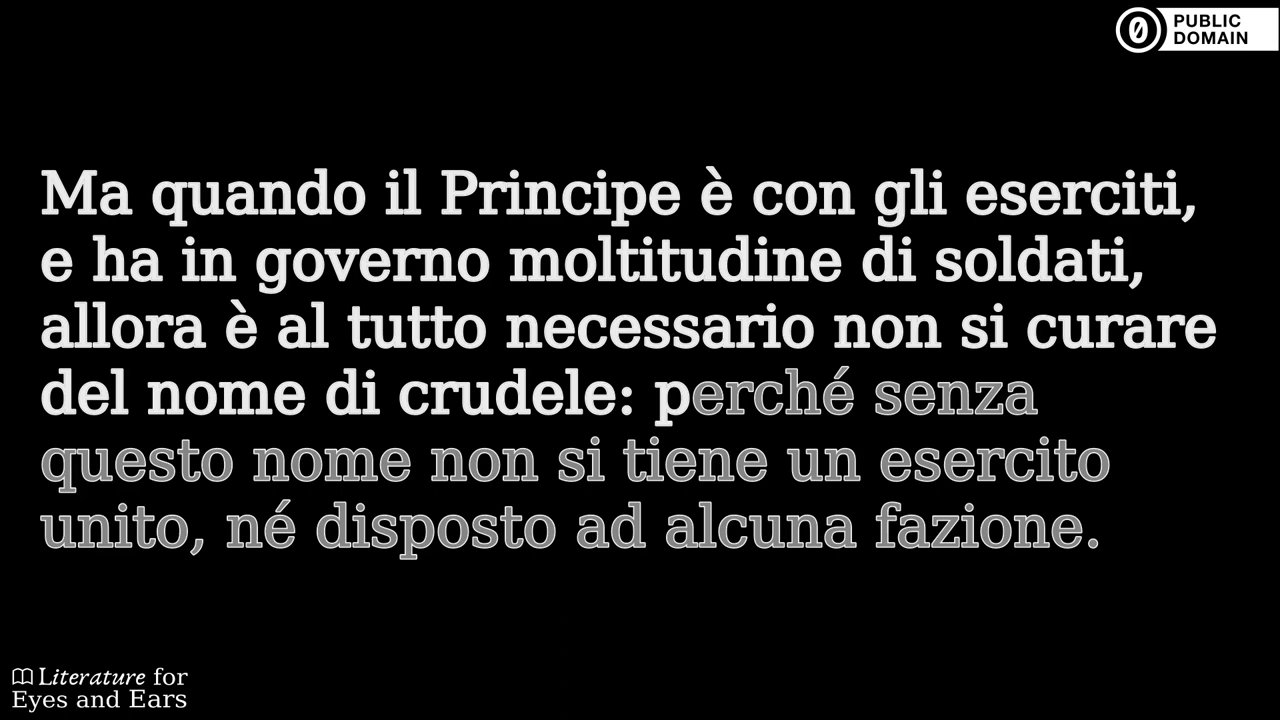 PUBLIC
DOMAIN
Ma quando il Principe è con gli eserciti,
e ha in governo moltitudine di soldati,
allora è al tutto necessario non si curare
del nome di crudele: perché senza
questo nome non si tiene un esercito
unito, né disposto ad alcuna fazione.
Literature for
Eyes and Ears